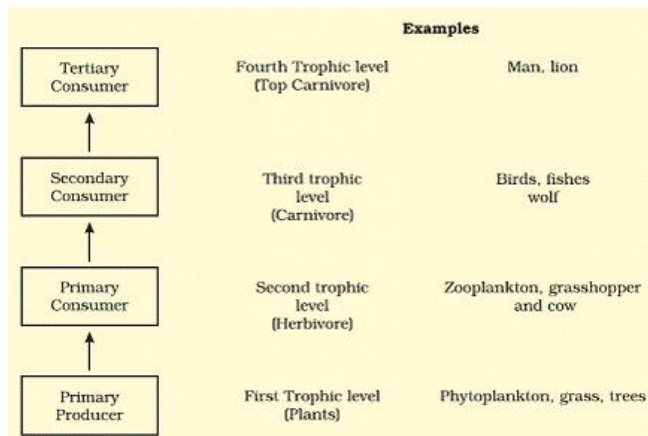 Examples
Tertiary
Consumer
Fourth Trophic level
(Top Carnivore)
Man, lion
Secondary
Consumer
Third trophic
level
(Carnivore)
Birds, fishes
wolf
Primary
Consumer
Second trophic
level
(Herbivore)
Zooplankton, grasshopper
and cow
Primary
Producer
First Trophic level
(Plants)
Phytoplankton, grass, trees